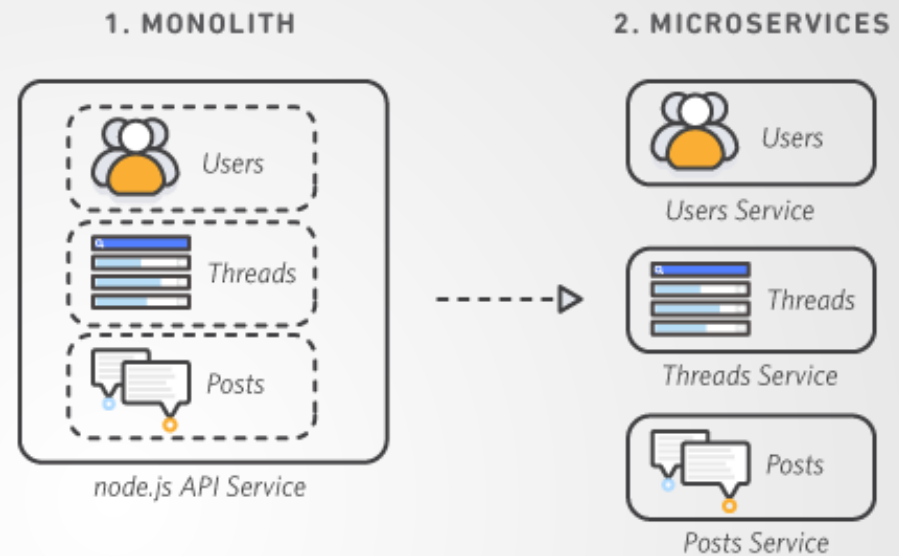 1. MONOLITH
Users
Threads
Posts
node.js API Service
2. MICROSERVICES
Users
Users Service
Threads
Threads Service
Posts
Posts Service